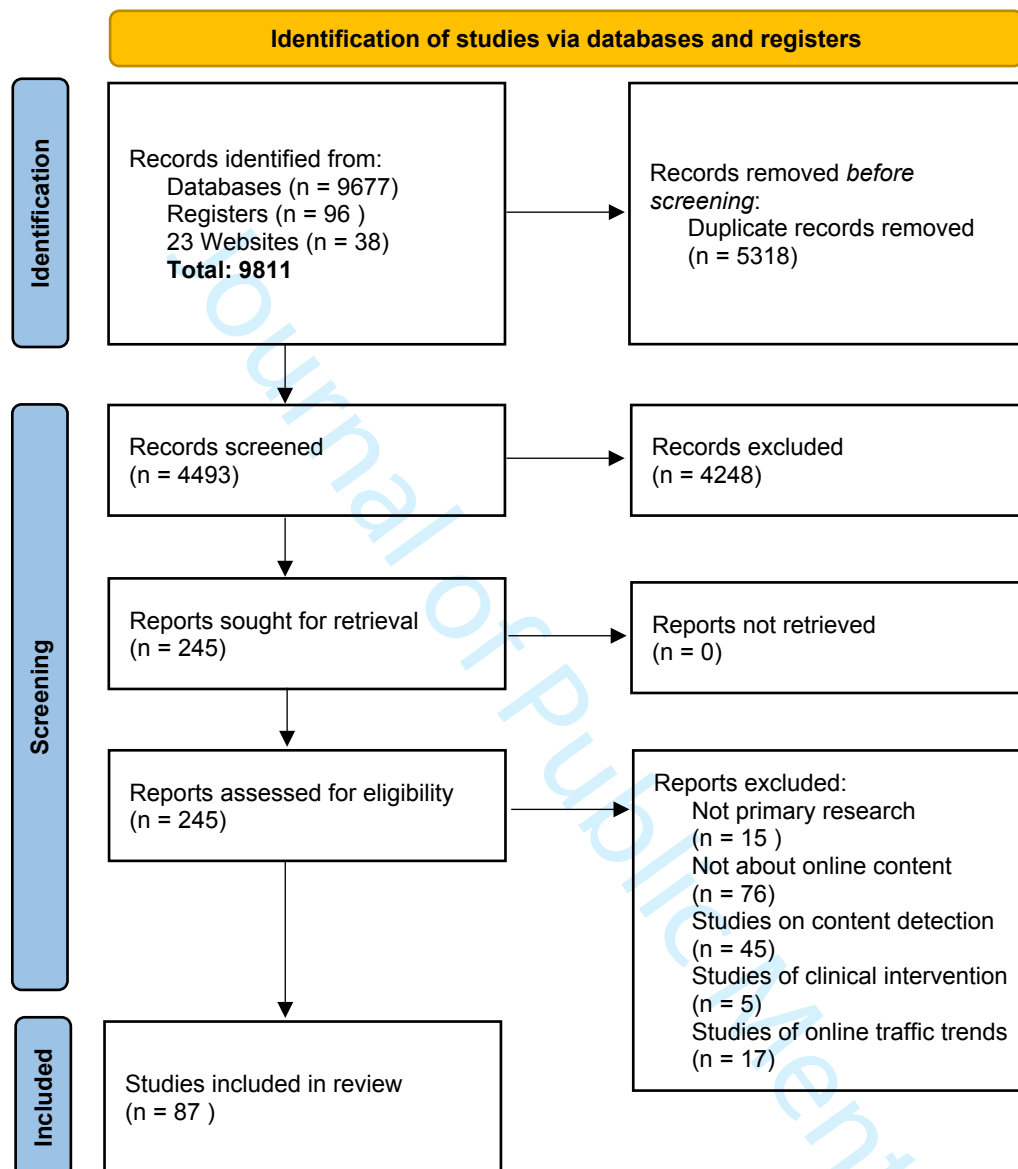 Identification of studies via databases and registers
Identification
Records identified from:
Databases (n = 9677)
Registers (n = 96 )
23 Websites (n = 38)
Total: 9811
Records removed before
screening:
Duplicate records removed
(n = 5318)
Screening
Records screened
(n = 4493)
Records excluded
(n = 4248)
Reports sought for retrieval
(n = 245)
Reports not retrieved
(n = 0)
Reports assessed for eligibility
(n = 245)
Reports excluded:
Not primary research
(n = 15 )
Not about online content
(n = 76)
Studies on content detection
(n = 45)
Studies of clinical intervention
(n = 5)
Studies of online traffic trends
(n = 17)
Included
Studies included in review
(n = 87 )
Journal of Public Ment